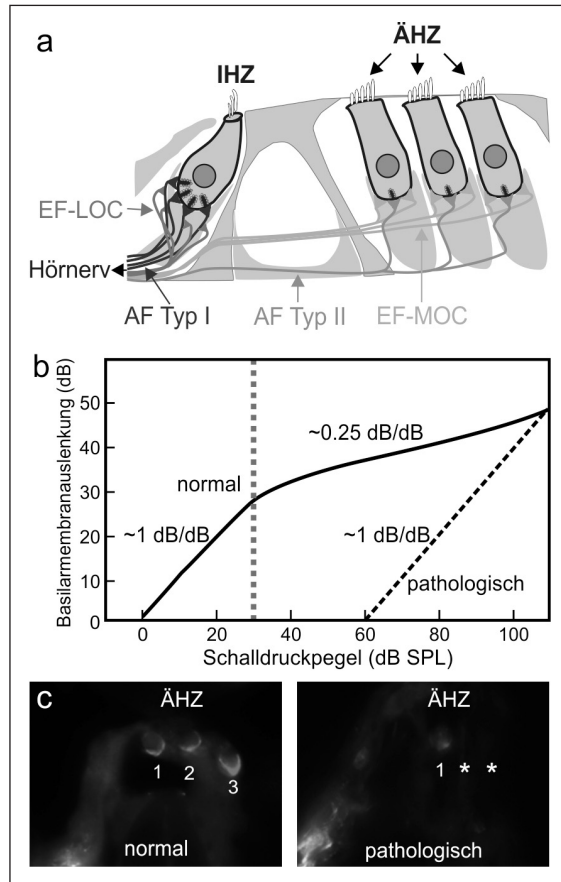 a
ÄHZ
IHZ
EF-LOC
Hörnerv
AF Typ I
AF Typ II
EF-MOC
b
Basilarmembranauslenkung (dB)
50
40
30
20
10
0
normal
~1 dB/dB
~0.25 dB/dB
~1 dB/dB
pathologisch
0 20 40 60 80 100
Schalldruckpegel (dB SPL)
c
ÄHZ
1 2 3
normal
ÄHZ
1 * *
pathologisch